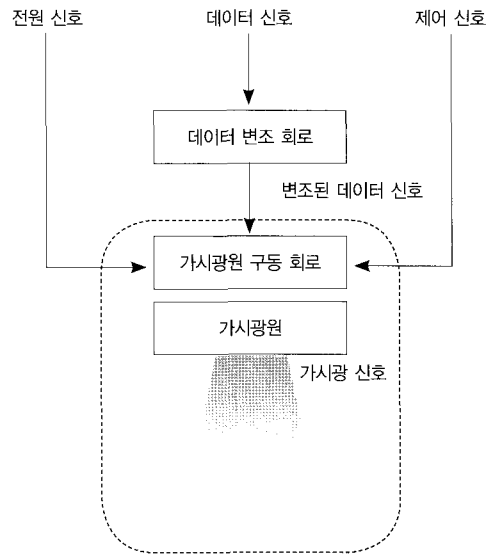 전원 신호
데이터 신호
제어 신호
데이터 변조 회로
변조된 데이터 신호
가시광원 구동 회로
가시광원
가시광 신호